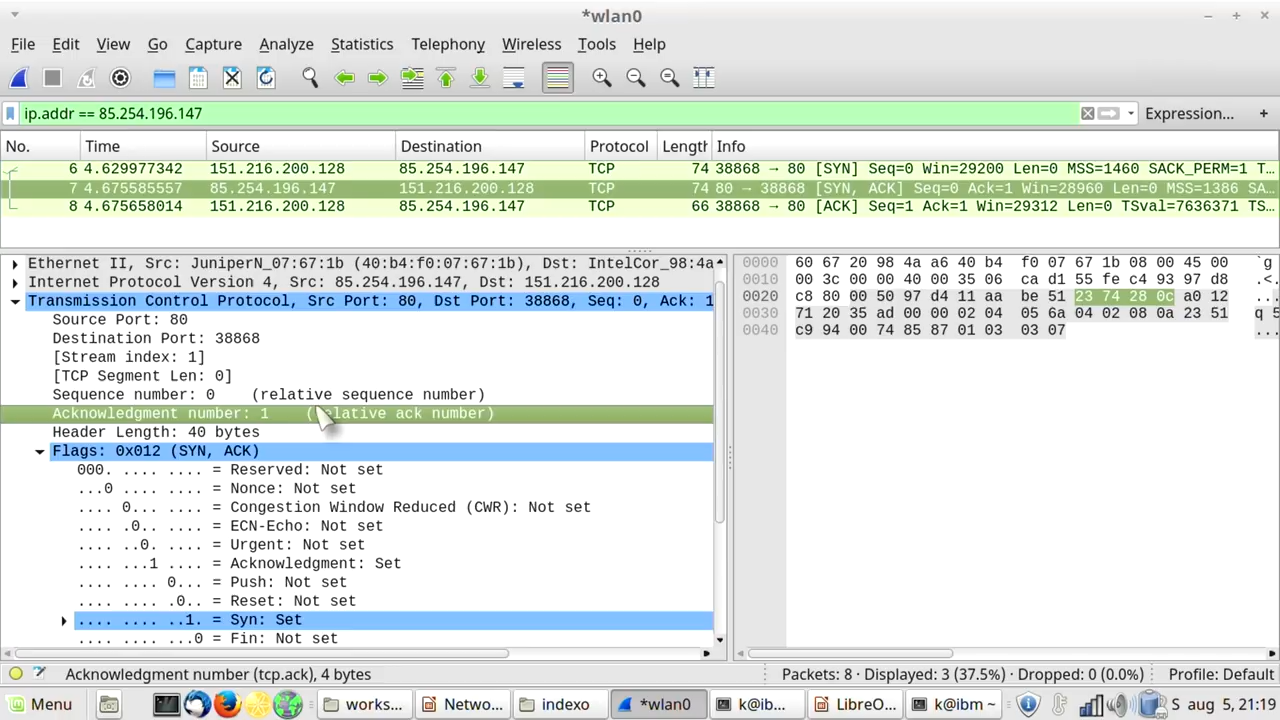 *wlan0
File Edit View Go Capture Analyze Statistics Telephony Wireless Tools Help
ip.addr == 85.254.196.147 Expression... +
No. Time Source Destination Protocol Length Info
6 4.629977342 151.216.200.128 85.254.196.147 TCP 74 38868 → 80 [SYN] Seq=0 Win=29200 Len=0 MSS=1460 SACK_PERM=1 T…
7 4.675585557 85.254.196.147 151.216.200.128 TCP 74 80 → 38868 [SYN, ACK] Seq=0 Ack=1 Win=28960 Len=0 MSS=1386 SA…
8 4.675658014 151.216.200.128 85.254.196.147 TCP 66 38868 → 80 [ACK] Seq=1 Ack=1 Win=29312 Len=0 TSval=7636371 TS…
Ethernet II, Src: JuniperN_07:67:1b (40:b4:f0:07:67:1b), Dst: IntelCor_98:4a
Internet Protocol Version 4, Src: 85.254.196.147, Dst: 151.216.200.128
Transmission Control Protocol, Src Port: 80, Dst Port: 38868, Seq: 0, Ack: 1
Source Port: 80
Destination Port: 38868
[Stream index: 1]
[TCP Segment Len: 0]
Sequence number: 0 (relative sequence number)
Acknowledgment number: 1 (relative ack number)
Header Length: 40 bytes
Flags: 0x012 (SYN, ACK)
000. .... .... = Reserved: Not set
...0 .... .... = Nonce: Not set
.... 0... .... = Congestion Window Reduced (CWR): Not set
.... .0.. .... = ECN-Echo: Not set
.... ..0. .... = Urgent: Not set
.... ...1 .... = Acknowledgment: Set
.... .... 0... = Push: Not set
.... .... .0.. = Reset: Not set
.... .... ..1. = Syn: Set
.... .... ...0 = Fin: Not set
0000 60 67 20 98 4a a6 40 b4 f0 07 67 1b 08 00 45 00 `g
0010 00 3c 00 00 40 00 35 06 ca d1 55 fe c4 93 97 d8 .<.
0020 c8 80 00 50 97 d4 11 aa be 51 23 74 28 0c a0 12 ...
0030 71 20 35 ad 00 00 02 04 05 6a 04 02 08 0a 23 51 q 5
0040 c9 94 00 74 85 87 01 03 03 07 ...
Acknowledgment number (tcp.ack), 4 bytes Packets: 8 · Displayed: 3 (37.5%) · Dropped: 0 (0.0%) Profile: Default
Menu works... Netwo... indexo *wlan0 k@ib... LibreO... k@ibm ~ S aug 5, 21:19